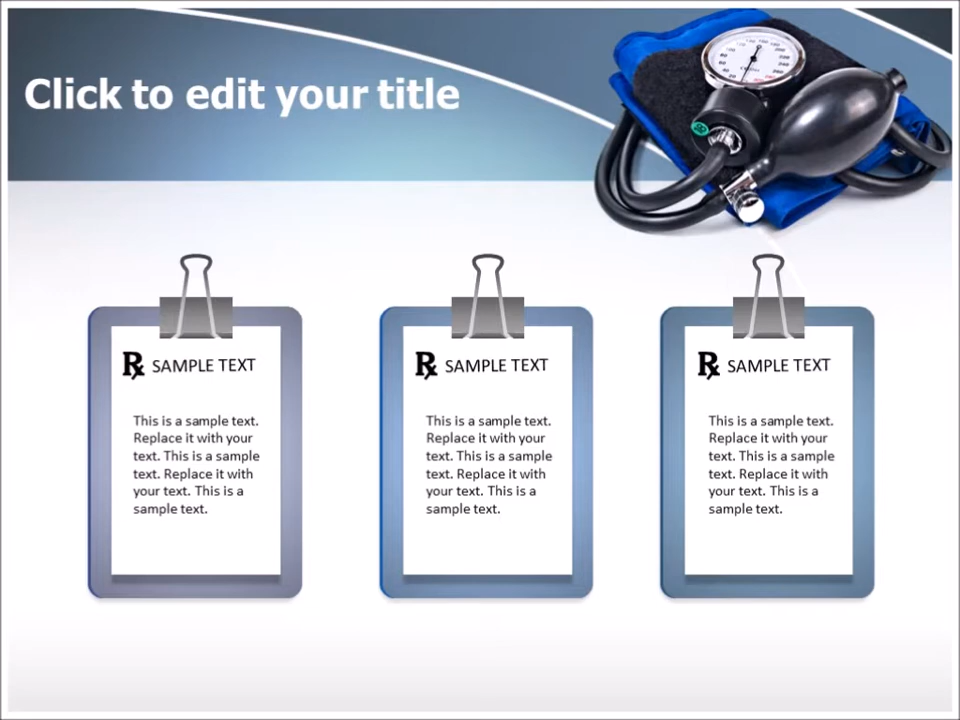 Click to edit your title
℞ SAMPLE TEXT
This is a sample text.
Replace it with your
text. This is a sample
text. Replace it with
your text. This is a
sample text.
℞ SAMPLE TEXT
This is a sample text.
Replace it with your
text. This is a sample
text. Replace it with
your text. This is a
sample text.
℞ SAMPLE TEXT
This is a sample text.
Replace it with your
text. This is a sample
text. Replace it with
your text. This is a
sample text.